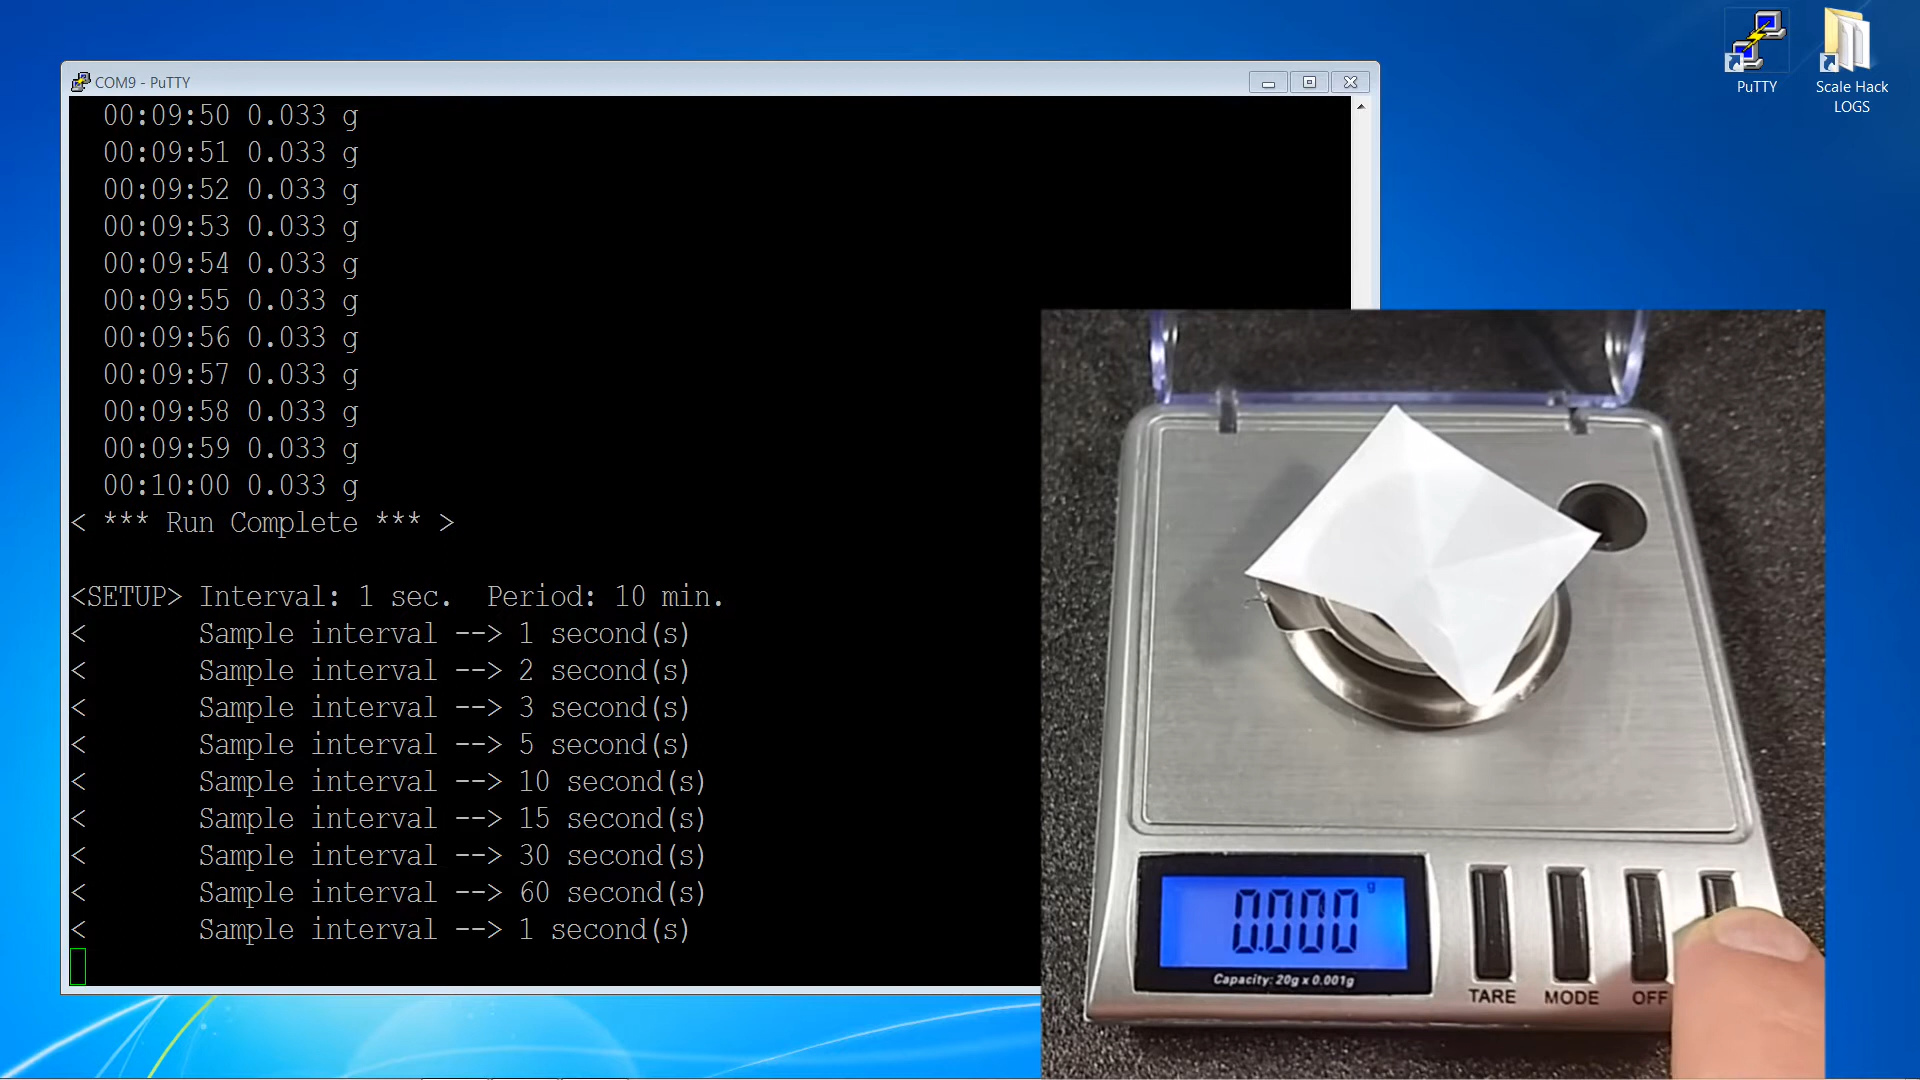 COM9 - PuTTY
00:09:50 0.033 g
00:09:51 0.033 g
00:09:52 0.033 g
00:09:53 0.033 g
00:09:54 0.033 g
00:09:55 0.033 g
00:09:56 0.033 g
00:09:57 0.033 g
00:09:58 0.033 g
00:09:59 0.033 g
00:10:00 0.033 g
< *** Run Complete *** >
<SETUP> Interval: 1 sec.  Period: 10 min.
<       Sample interval --> 1 second(s)
<       Sample interval --> 2 second(s)
<       Sample interval --> 3 second(s)
<       Sample interval --> 5 second(s)
<       Sample interval --> 10 second(s)
<       Sample interval --> 15 second(s)
<       Sample interval --> 30 second(s)
<       Sample interval --> 60 second(s)
<       Sample interval --> 1 second(s)
PuTTY
Scale Hack
LOGS
0.000 g
Capacity: 20g x 0.001g
TARE MODE OFF